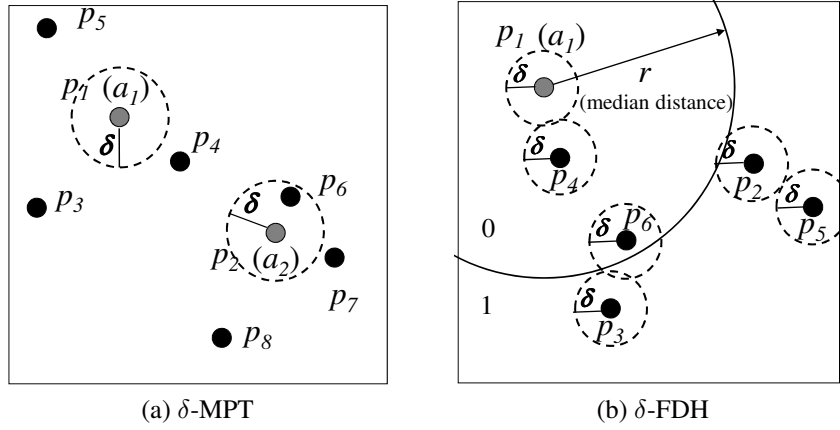 p5
p1 (a1)
δ
p4
p6
p3
δ
p2 (a2)
p7
p8
(a) δ-MPT
p1 (a1)
δ
r
(median distance)
δ
p4
δ
p2
δ
p5
p6
0
δ
1
δ
p3
(b) δ-FDH